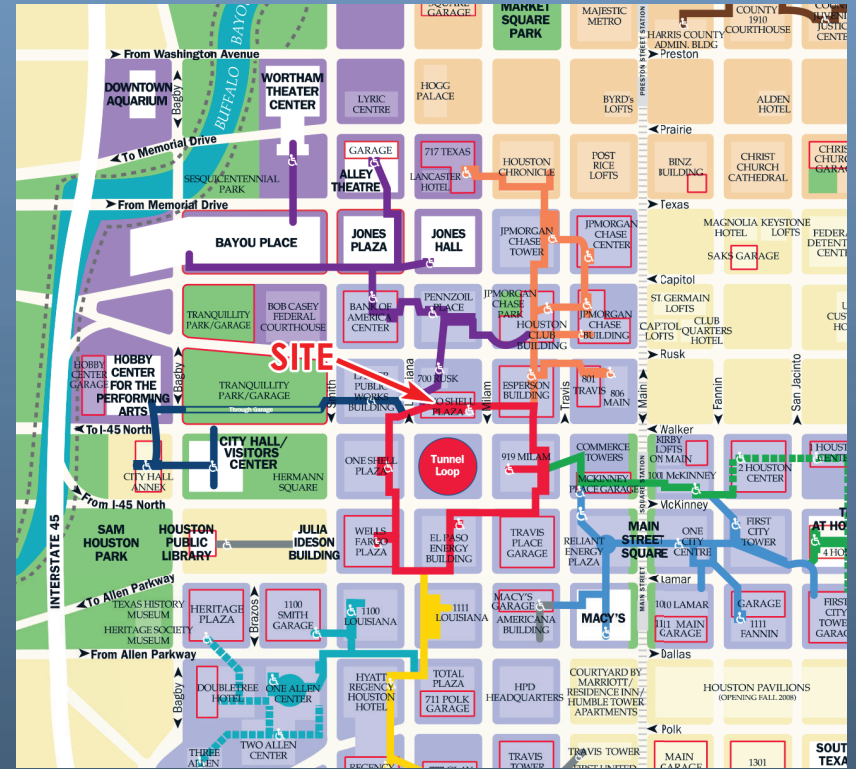 SQUARE
GARAGE
MARKET
SQUARE
PARK
MAJESTIC
METRO
HARRIS COUNTY
ADMIN. BLDG
COUNTY
1910
COURTHOUSE
PRESTON STREET STATION
From Washington Avenue
Preston
DOWNTOWN
AQUARIUM
Bagby
BUFFALO BAYOU
WORTHAM
THEATER
CENTER
LYRIC
CENTRE
HOGG
PALACE
BYRD's
LOFTS
ALDEN
HOTEL
To Memorial Drive
Prairie
SESQUICENTENNIAL
PARK
GARAGE
ALLEY
THEATRE
717 TEXAS
LANCASTER
HOTEL
HOUSTON
CHRONICLE
POST
RICE
LOFTS
BINZ
BUILDING
CHRIST
CHURCH
CATHEDRAL
From Memorial Drive
Texas
BAYOU PLACE
JONES
PLAZA
JONES
HALL
JPMORGAN
CHASE
TOWER
JPMORGAN
CHASE
CENTER
MAGNOLIA
HOTEL
KEYSTONE
LOFTS
SAKS GARAGE
Capitol
TRANQUILLITY
PARK/GARAGE
BOB CASEY
FEDERAL
COURTHOUSE
BANK OF
AMERICA
CENTER
PENNZOIL
PLACE
JPMORGAN
CHASE
PARK
HOUSTON
CLUB
BUILDING
JPMORGAN
CHASE
BUILDING
ST. GERMAIN
LOFTS
CAPITOL
LOFTS
CLUB
QUARTERS
HOTEL
Rusk
SITE
HOBBY
CENTER
GARAGE
HOBBY
CENTER
FOR THE
PERFORMING
ARTS
Bagby
TRANQUILLITY
PARK/GARAGE
Through Garage
Smith
PUBLIC
WORKS
BUILDING
700 RUSK
SHELL
PLAZA
Milam
ESPERSON
BUILDING
Travis
801
TRAVIS
806
MAIN
Main
Fannin
San Jacinto
To I-45 North
Walker
CITY HALL
ANNEX
CITY HALL/
VISITORS
CENTER
HERMANN
SQUARE
ONE SHELL
PLAZA
Tunnel
Loop
919 MILAM
COMMERCE
TOWERS
MCKINNEY
PLACE GARAGE
KIRBY
LOFTS
ON MAIN
1001 McKINNEY
2 HOUSTON
CENTER
From I-45 North
McKinney
INTERSTATE 45
SAM
HOUSTON
PARK
HOUSTON
PUBLIC
LIBRARY
JULIA
IDESON
BUILDING
WELLS
FARGO
PLAZA
EL PASO
ENERGY
BUILDING
TRAVIS
PLACE
GARAGE
RELIANT
ENERGY
PLAZA
MAIN
STREET
SQUARE
ONE
CITY
CENTRE
FIRST
CITY
TOWER
To Allen Parkway
Lamar
TEXAS HISTORY
MUSEUM
HERITAGE SOCIETY
MUSEUM
HERITAGE
PLAZA
Brazos
1100
SMITH
GARAGE
1100
LOUISIANA
1111
LOUISIANA
MACY'S
GARAGE
AMERICANA
BUILDING
MACY'S
MAIN STREET
1010 LAMAR
1111 MAIN
GARAGE
GARAGE
1111
FANNIN
From Allen Parkway
Dallas
Bagby
DOUBLETREE
HOTEL
ONE ALLEN
CENTER
TWO ALLEN
CENTER
THREE
ALLEN
HYATT
REGENCY
HOUSTON
HOTEL
TOTAL
PLAZA
711 POLK
GARAGE
HPD
HEADQUARTERS
COURTYARD BY
MARRIOTT/
RESIDENCE INN/
HUMBLE TOWER
APARTMENTS
HOUSTON PAVILIONS
(OPENING FALL 2008)
Polk
REGENCY
TRAVIS
TOWER
TRAVIS TOWER
MAIN
GARAGE
1301